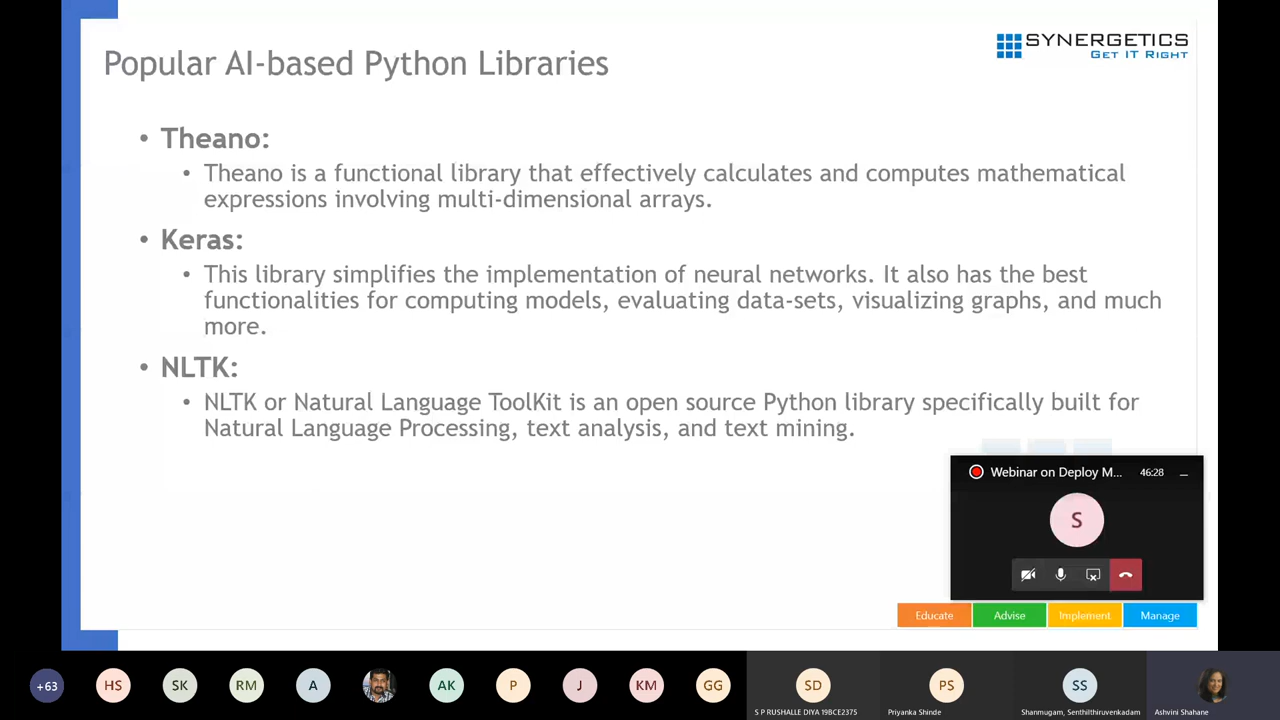 Popular AI-based Python Libraries
SYNERGETICS
GET IT RIGHT
• Theano:
• Theano is a functional library that effectively calculates and computes mathematical
expressions involving multi-dimensional arrays.
• Keras:
• This library simplifies the implementation of neural networks. It also has the best
functionalities for computing models, evaluating data-sets, visualizing graphs, and much
more.
• NLTK:
• NLTK or Natural Language ToolKit is an open source Python library specifically built for
Natural Language Processing, text analysis, and text mining.
Webinar on Deploy M... 46:28
S
Educate Advise Implement Manage
+63 HS SK RM A AK P J KM GG SD PS SS
S P RUSHALLE DIYA 19BCE2375 Priyanka Shinde Shanmugam, Senthilthiruvenkadam Ashvini Shahane